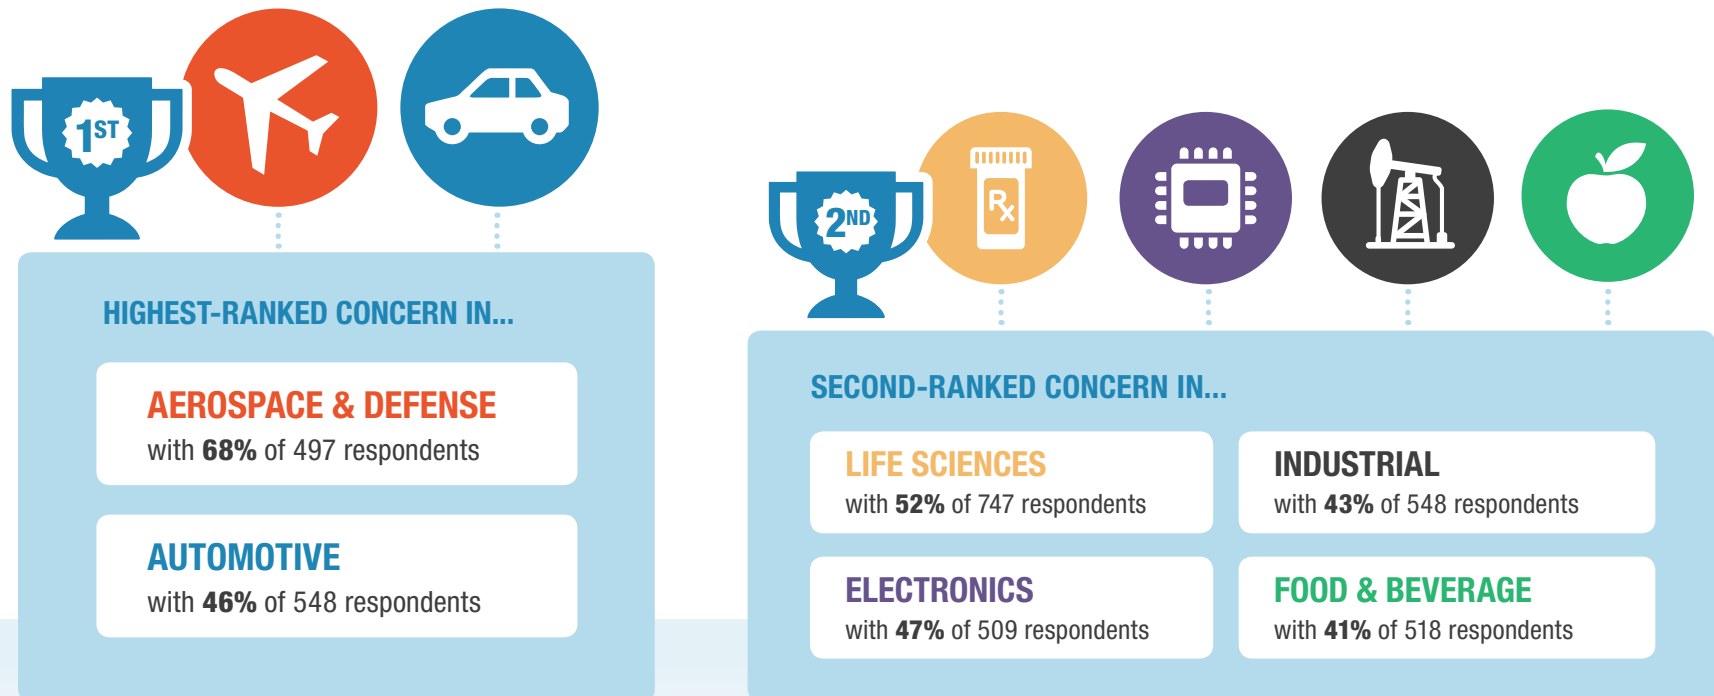 1ST
HIGHEST-RANKED CONCERN IN...
AEROSPACE & DEFENSE
with 68% of 497 respondents
AUTOMOTIVE
with 46% of 548 respondents
2ND
Rx
SECOND-RANKED CONCERN IN...
LIFE SCIENCES
with 52% of 747 respondents
INDUSTRIAL
with 43% of 548 respondents
ELECTRONICS
with 47% of 509 respondents
FOOD & BEVERAGE
with 41% of 518 respondents